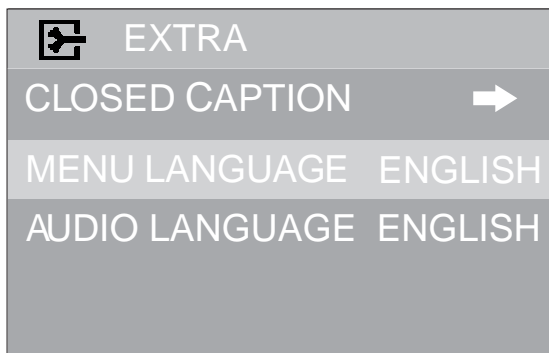 EXTRA
CLOSED CAPTION
MENU LANGUAGE ENGLISH
AUDIO LANGUAGE ENGLISH